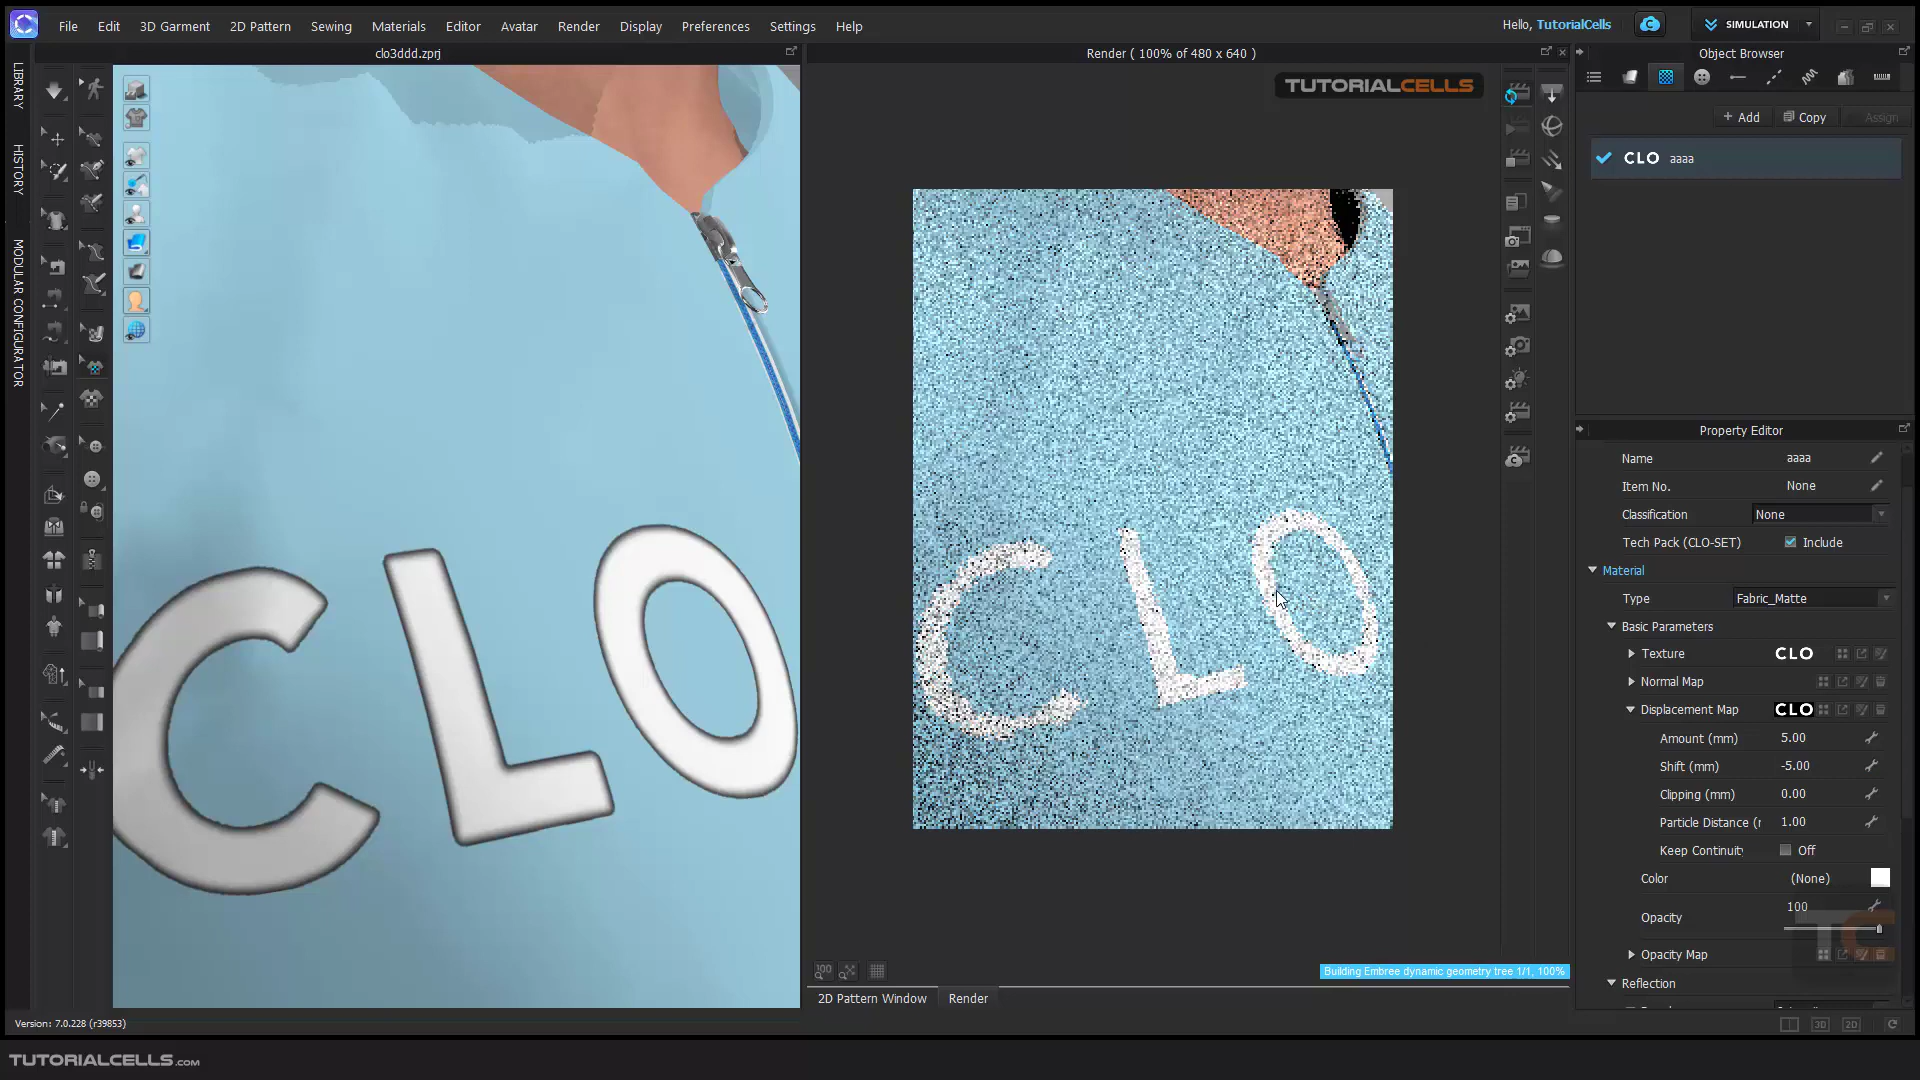 File Edit 3D Garment 2D Pattern Sewing Materials Editor Avatar Render Display Preferences Settings Help
Hello, TutorialCells
SIMULATION
clo3ddd.zprj
Render ( 100% of 480 x 640 )
Object Browser
LIBRARY
HISTORY
MODULAR CONFIGURATOR
TUTORIALCELLS
+ Add
Copy
Assign
CLO aaaa
CLO
CLO
Property Editor
Name aaaa
Item No. None
Classification None
Tech Pack (CLO-SET) Include
Material
Type Fabric_Matte
Basic Parameters
Texture CLO
Normal Map
Displacement Map CLO
Amount (mm) 5.00
Shift (mm) -5.00
Clipping (mm) 0.00
Particle Distance (r 1.00
Keep Continuity Off
Color (None)
Opacity 100
TC
Opacity Map
Reflection
100
Building Embree dynamic geometry tree 1/1, 100%
2D Pattern Window Render
Version: 7.0.228 (r39853)
3D 2D
TUTORIALCELLS.com